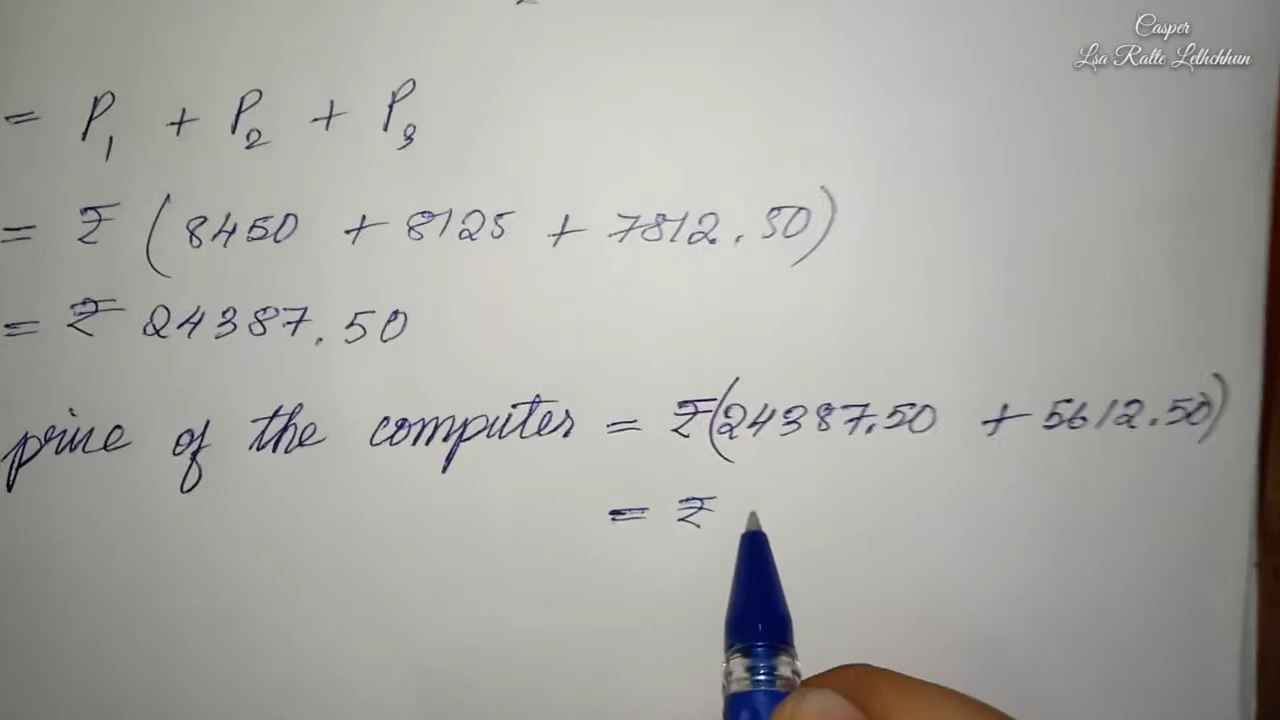 Casper
Lsa Ralte Lethchhun
= P₁ + P₂ + P₃
= ₹ (8450 + 8125 + 7812.50)
= ₹ 24387.50
price of the computer = ₹(24387.50 + 5612.50)
= ₹